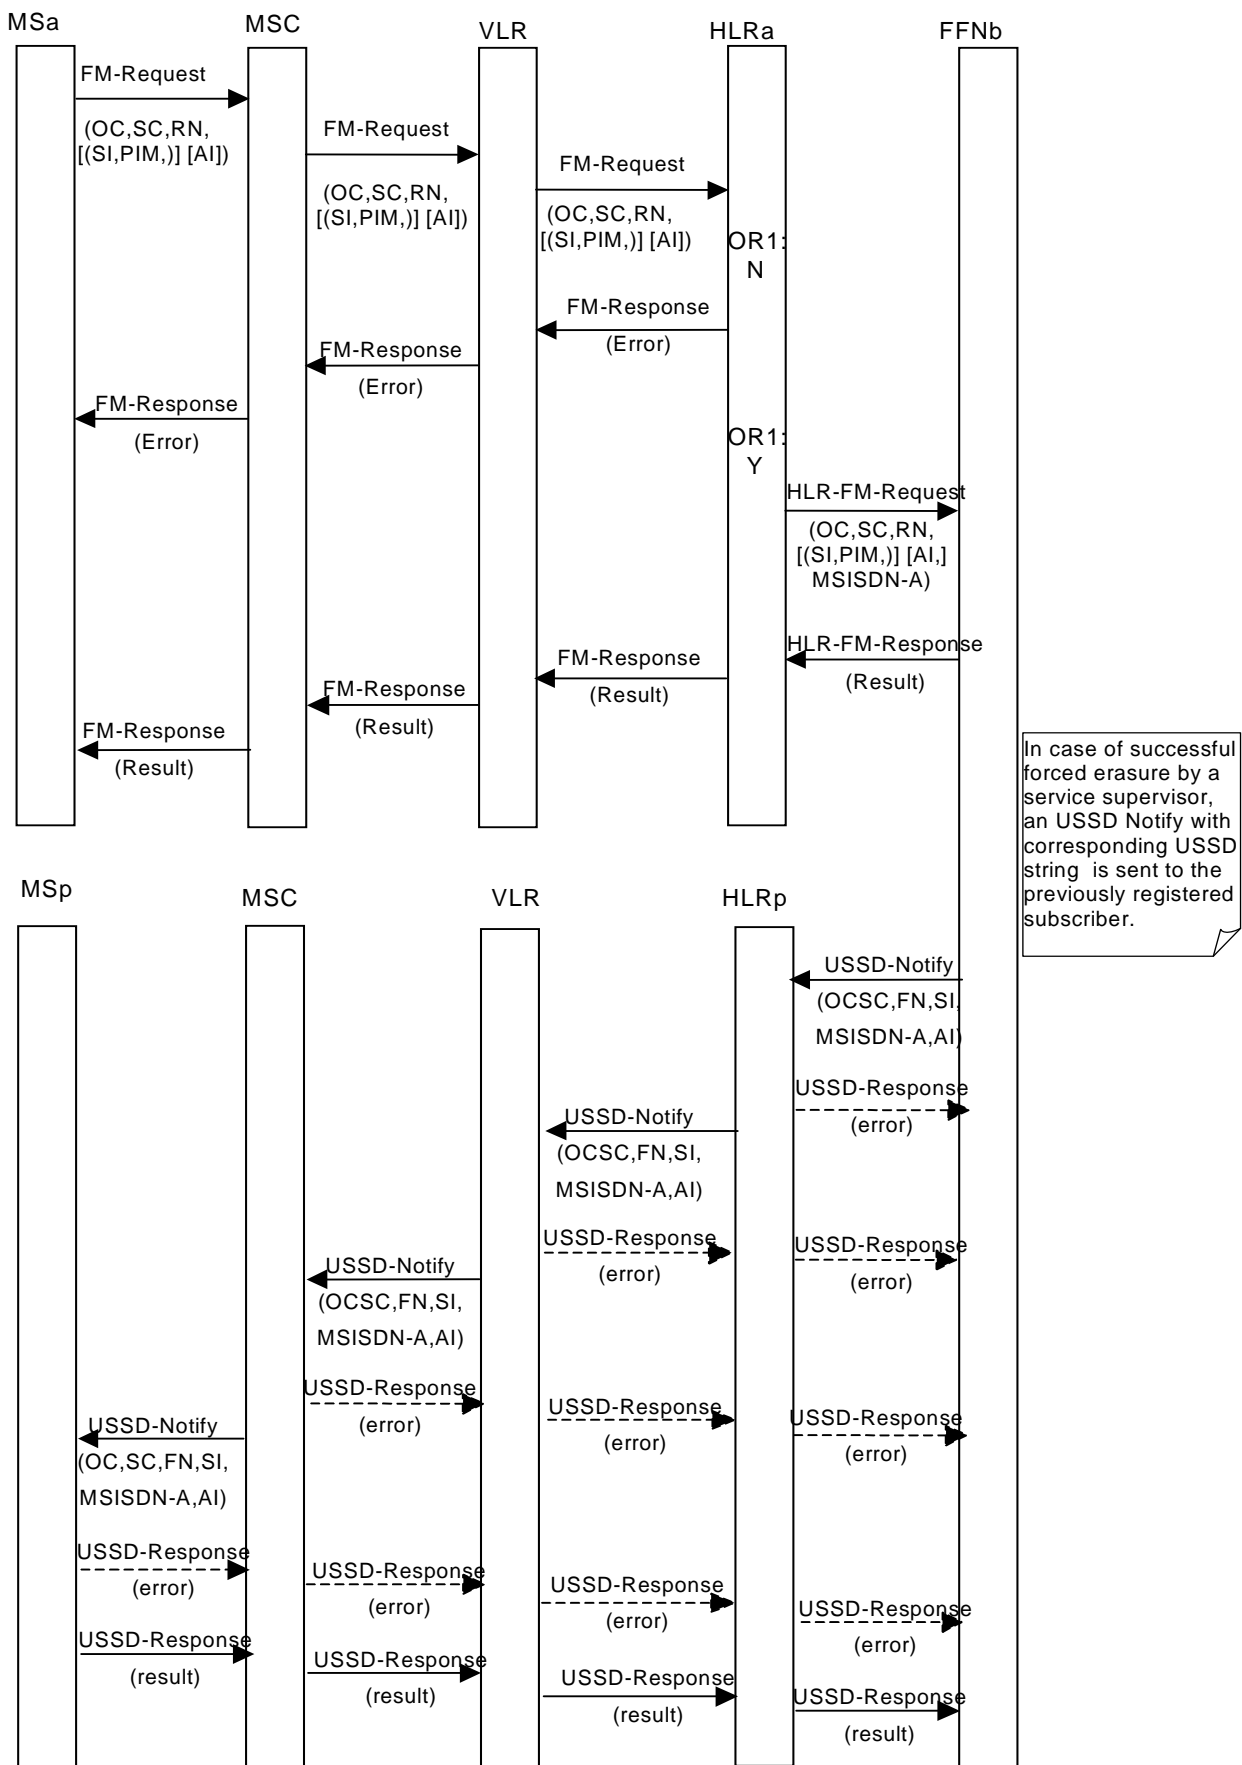 MSa
MSC
VLR
HLRa
FFNb
FM-Request
(OC,SC,RN,
[(SI,PIM,)] [AI])
FM-Request
(OC,SC,RN,
[(SI,PIM,)] [AI])
FM-Request
(OC,SC,RN,
[(SI,PIM,)] [AI])
OR1:
N
FM-Response
(Error)
FM-Response
(Error)
FM-Response
(Error)
OR1:
Y
HLR-FM-Request
(OC,SC,RN,
[(SI,PIM,)] [AI,]
MSISDN-A)
HLR-FM-Response
(Result)
FM-Response
(Result)
FM-Response
(Result)
FM-Response
(Result)
In case of successful
forced erasure by a
service supervisor,
an USSD Notify with
corresponding USSD
string is sent to the
previously registered
subscriber.
MSp
MSC
VLR
HLRp
USSD-Notify
(OCSC,FN,SI,
MSISDN-A,AI)
USSD-Response
(error)
USSD-Notify
(OCSC,FN,SI,
MSISDN-A,AI)
USSD-Response
(error)
USSD-Response
(error)
USSD-Notify
(OCSC,FN,SI,
MSISDN-A,AI)
USSD-Response
(error)
USSD-Response
(error)
USSD-Response
(error)
USSD-Notify
(OC,SC,FN,SI,
MSISDN-A,AI)
USSD-Response
(error)
USSD-Response
(error)
USSD-Response
(error)
USSD-Response
(error)
USSD-Response
(result)
USSD-Response
(result)
USSD-Response
(result)
USSD-Response
(result)